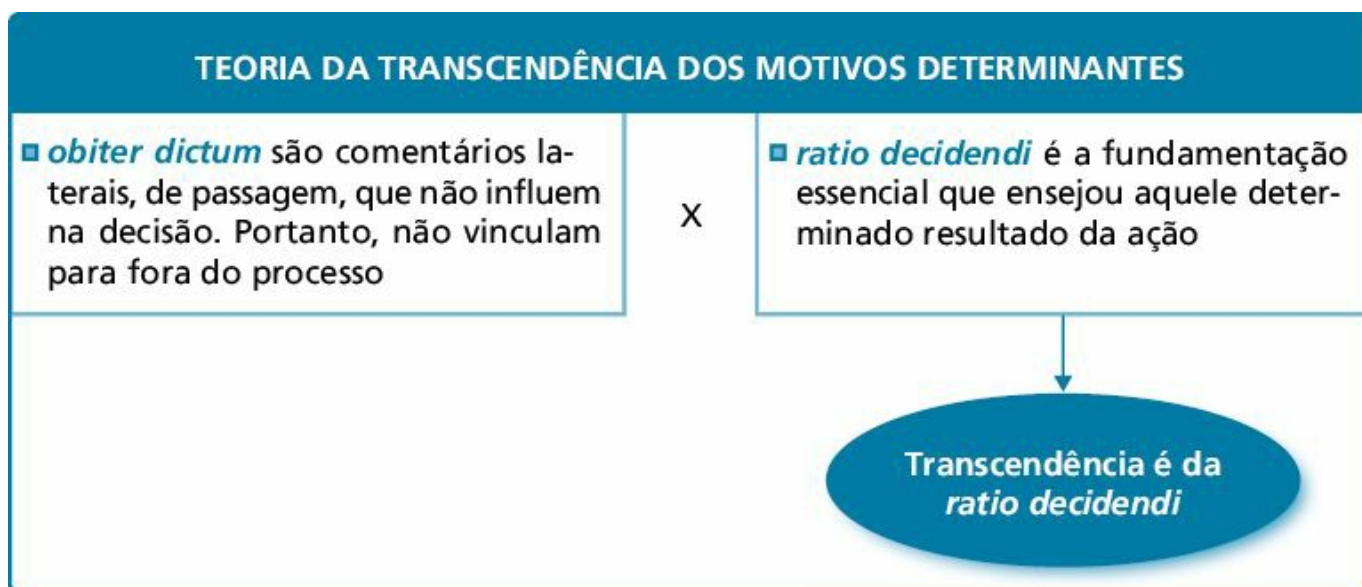 TEORIA DA TRANSCENDÊNCIA DOS MOTIVOS DETERMINANTES
obiter dictum são comentários la-
terais, de passagem, que não influem
na decisão. Portanto, não vinculam
para fora do processo
X
ratio decidendi é a fundamentação
essencial que ensejou aquele deter-
minado resultado da ação
Transcendência é da
ratio decidendi